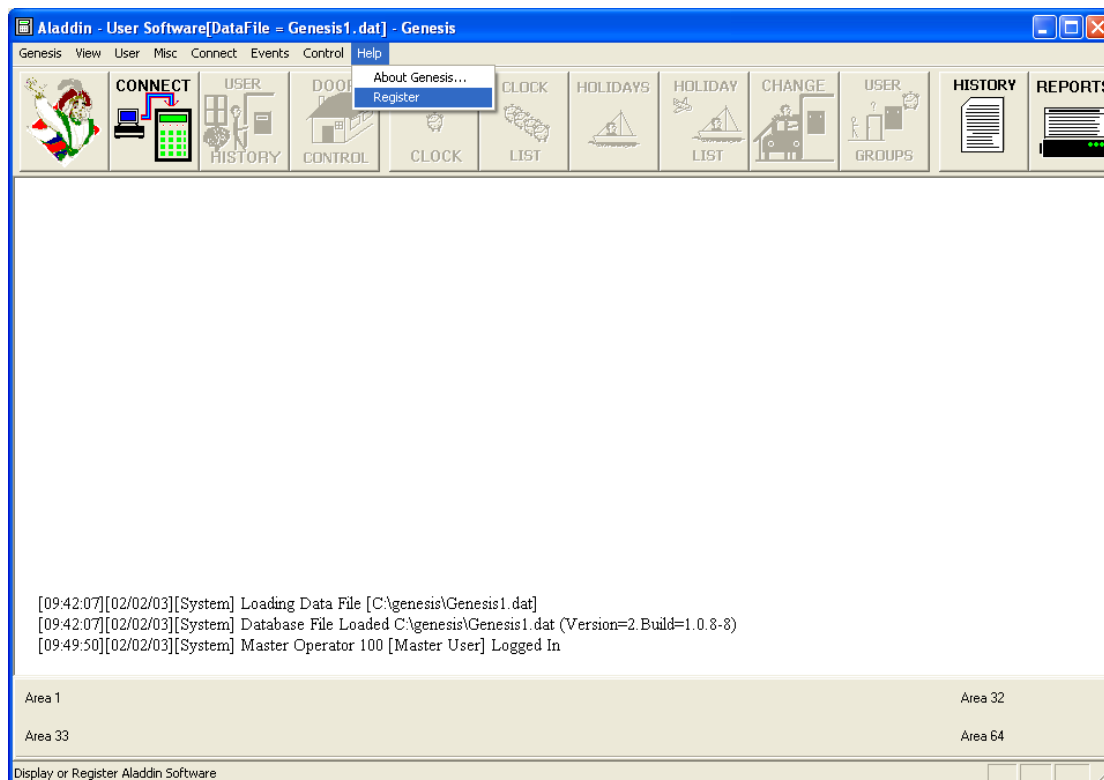 Aladdin - User Software[DataFile = Genesis1.dat] - Genesis
Genesis View User Misc Connect Events Control Help
About Genesis...
Register
CONNECT
USER
HISTORY
DOOR
CONTROL
CLOCK
CLOCK
LIST
HOLIDAYS
HOLIDAY
LIST
CHANGE
USER
GROUPS
HISTORY
REPORTS
[09:42:07][02/02/03][System] Loading Data File [C:\genesis\Genesis1.dat]
[09:42:07][02/02/03][System] Database File Loaded C:\genesis\Genesis1.dat (Version=2.Build=1.0.8-8)
[09:49:50][02/02/03][System] Master Operator 100 [Master User] Logged In
Area 1
Area 32
Area 33
Area 64
Display or Register Aladdin Software